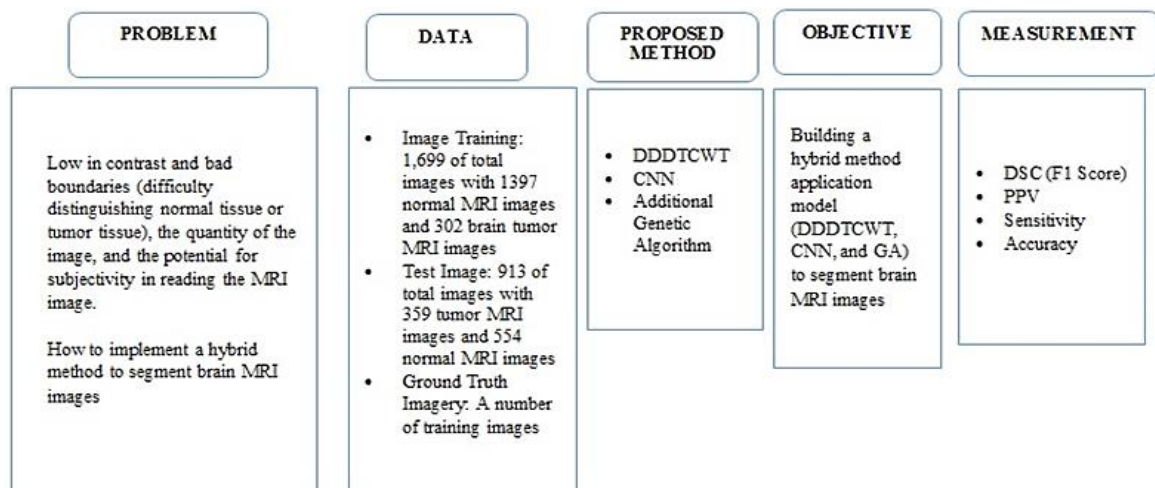 PROBLEM
Low in contrast and bad
boundaries (difficulty
distinguishing normal tissue or
tumor tissue), the quantity of the
image, and the potential for
subjectivity in reading the MRI
image.
How to implement a hybrid
method to segment brain MRI
images
DATA
• Image Training:
1,699 of total
images with 1397
normal MRI images
and 302 brain tumor
MRI images
• Test Image: 913 of
total images with
359 tumor MRI
images and 554
normal MRI images
• Ground Truth
Imagery: A number
of training images
PROPOSED
METHOD
• DDDTCWT
• CNN
• Additional
Genetic
Algorithm
OBJECTIVE
Building a
hybrid method
application
model
(DDDTCWT,
CNN, and GA)
to segment brain
MRI images
MEASUREMENT
• DSC (F1 Score)
• PPV
• Sensitivity
• Accuracy